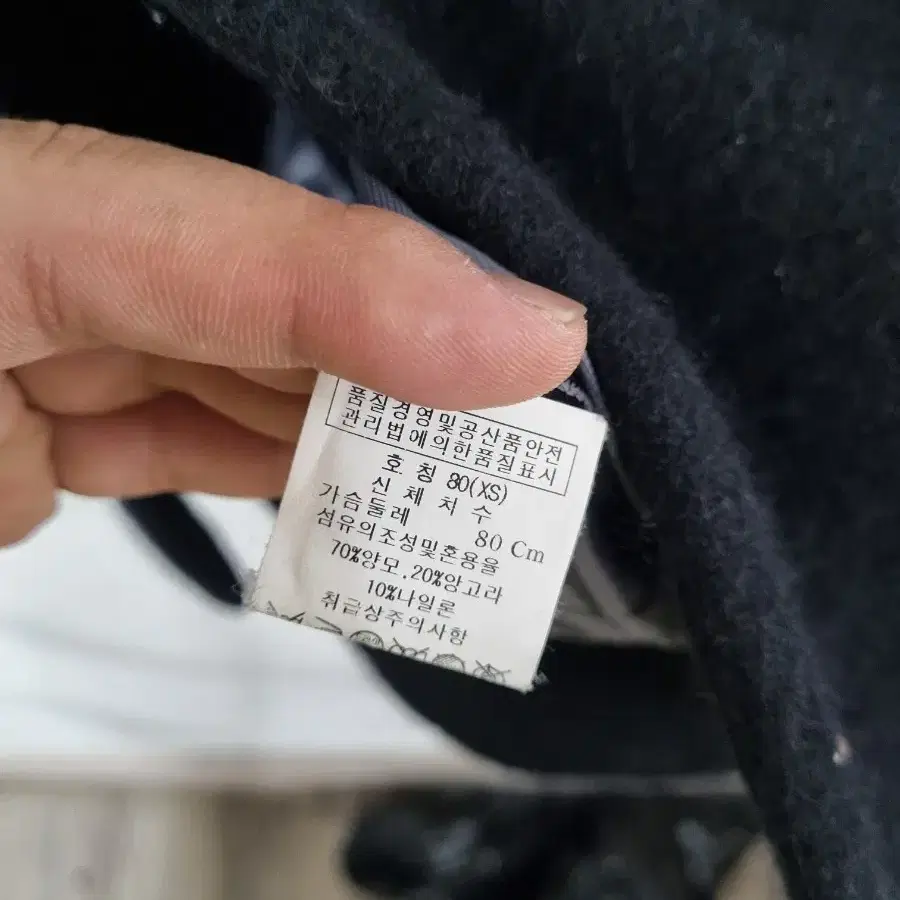 품질경영및공산품안전
관리법에의한품질표시
호 칭 80(XS)
신 체 치 수
가슴둘레 80 Cm
섬유의조성및혼용율
70%양모.20%앙고라
10%나일론
취급상주의사항